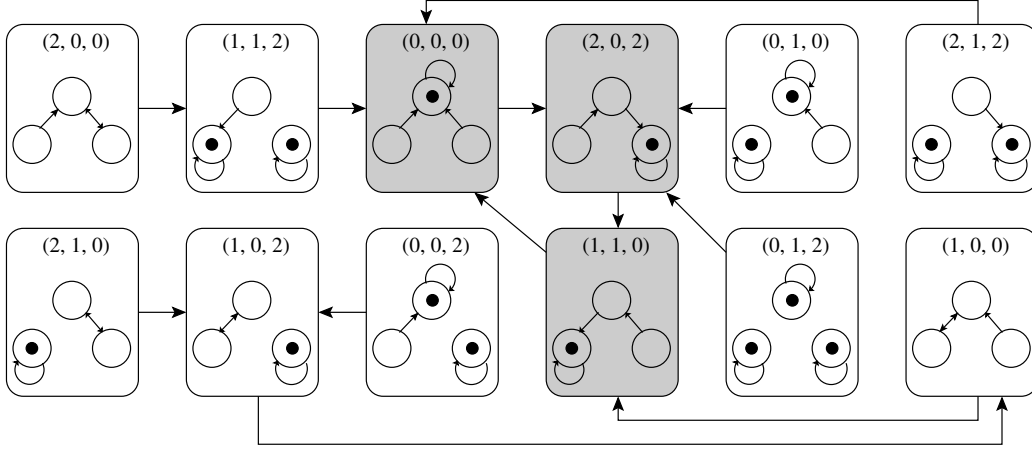 (2, 0, 0)
(1, 1, 2)
(0, 0, 0)
(2, 0, 2)
(0, 1, 0)
(2, 1, 2)
(2, 1, 0)
(1, 0, 2)
(0, 0, 2)
(1, 1, 0)
(0, 1, 2)
(1, 0, 0)